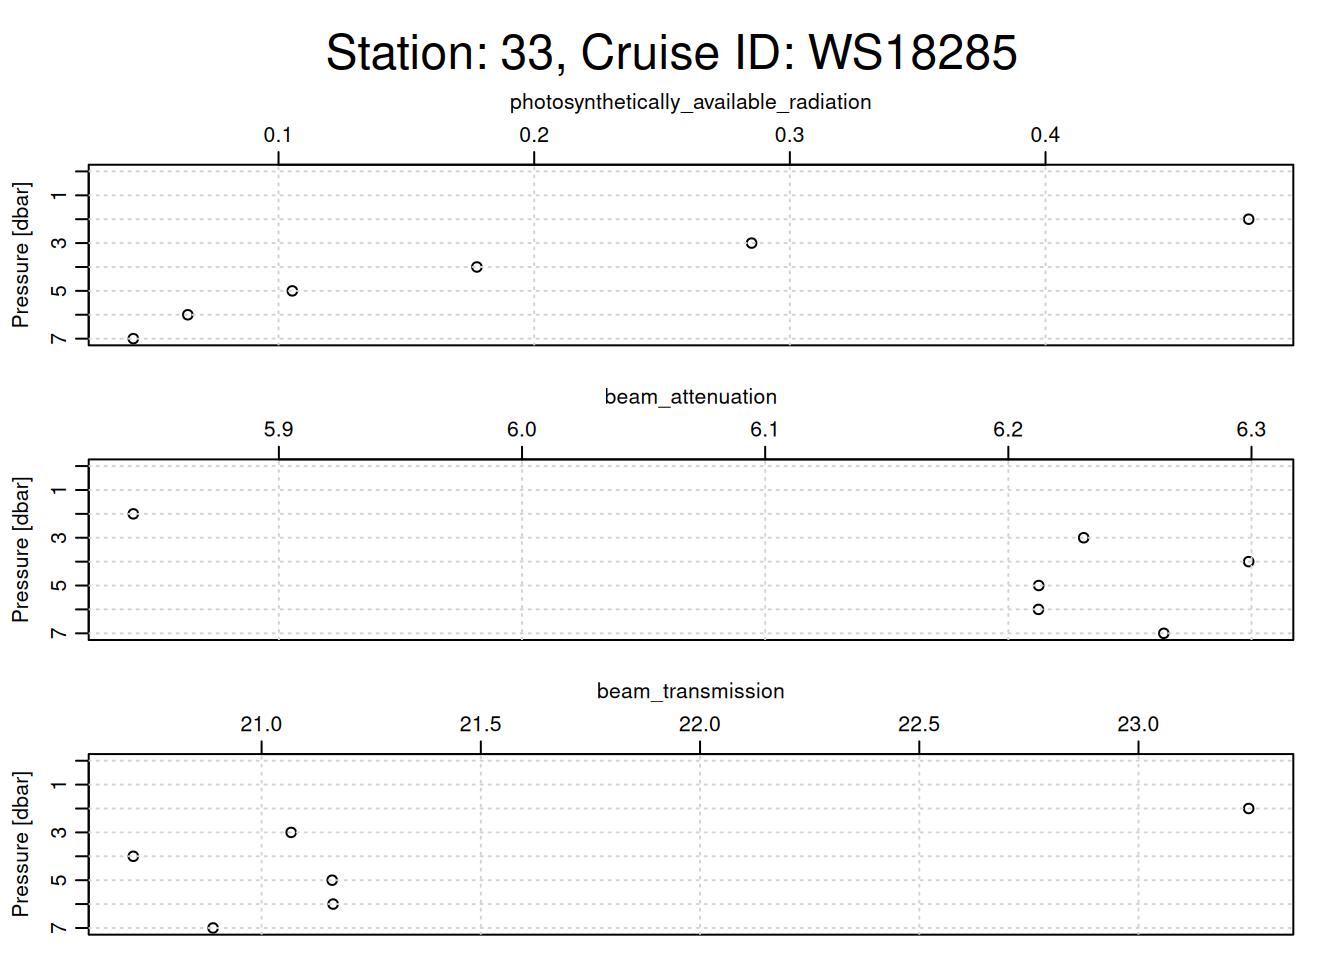 Station: 33, Cruise ID: WS18285
photosynthetically_available_radiation
0.1 0.2 0.3 0.4
Pressure [dbar]
1
3
5
7
beam_attenuation
5.9 6.0 6.1 6.2 6.3
Pressure [dbar]
1
3
5
7
beam_transmission
21.0 21.5 22.0 22.5 23.0
Pressure [dbar]
1
3
5
7